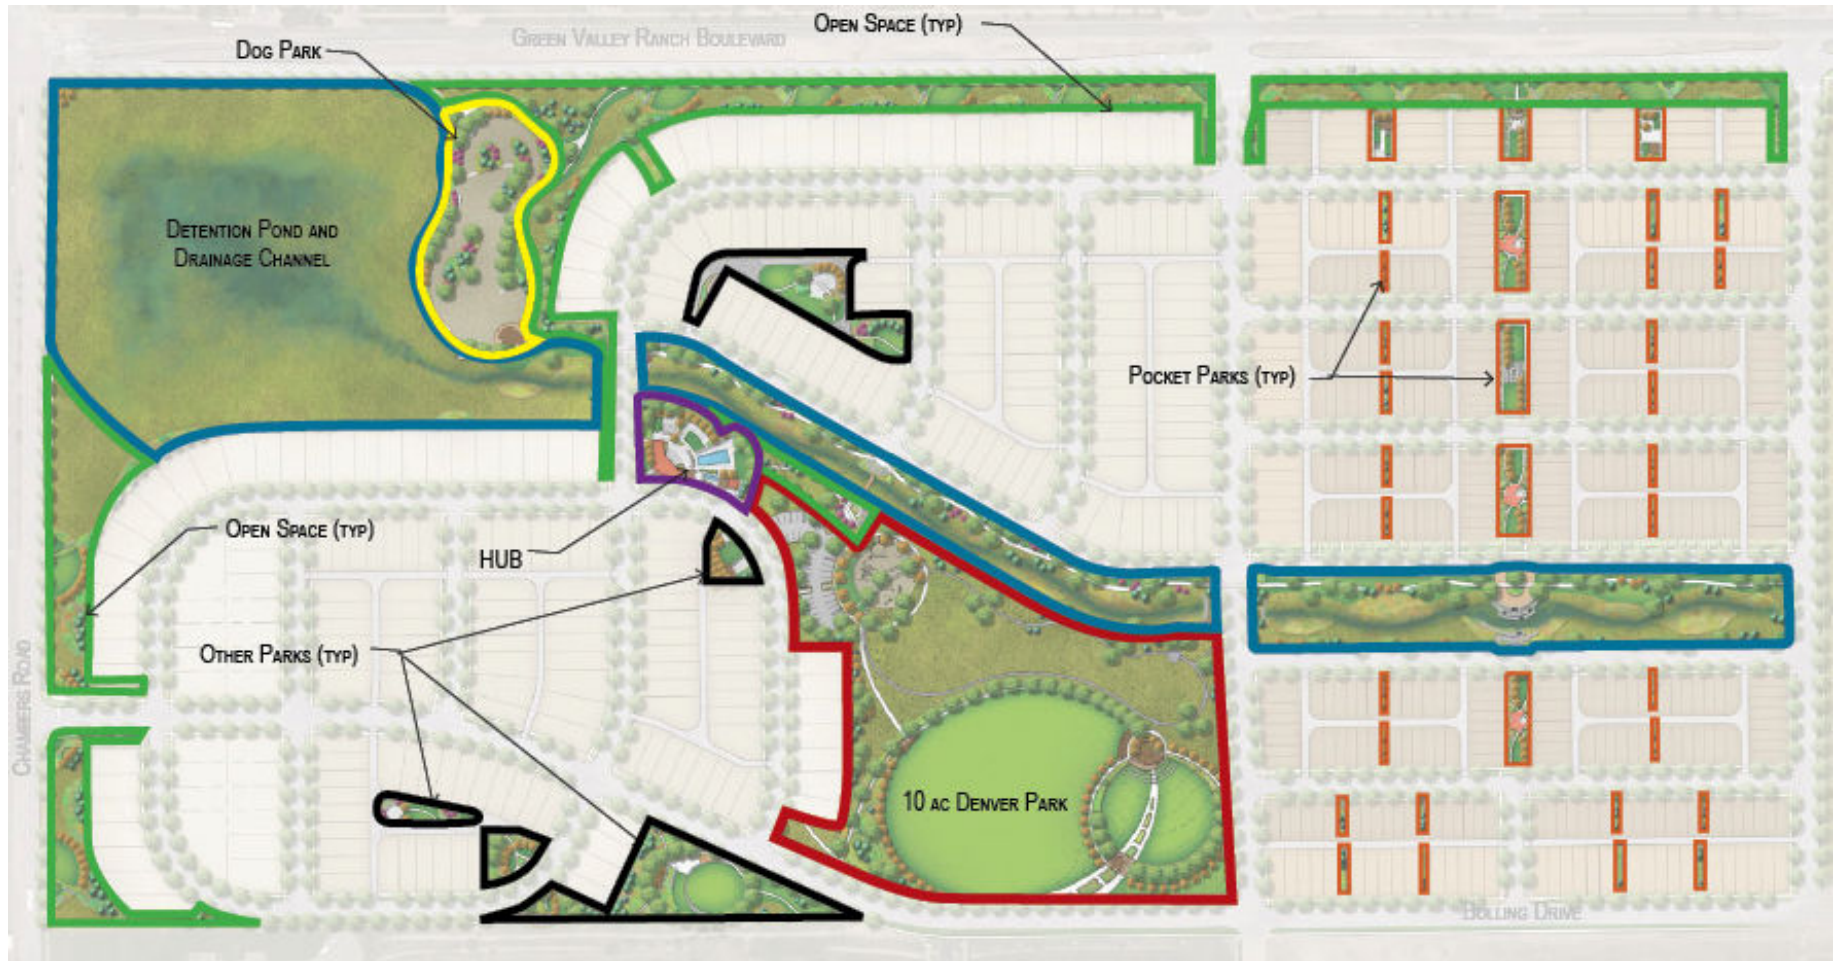 Open Space (typ)
Green Valley Ranch Boulevard
Dog Park
Detention Pond and
Drainage Channel
Pocket Parks (typ)
Open Space (typ)
HUB
Other Parks (typ)
Chambers Road
10 ac Denver Park
Bolling Drive